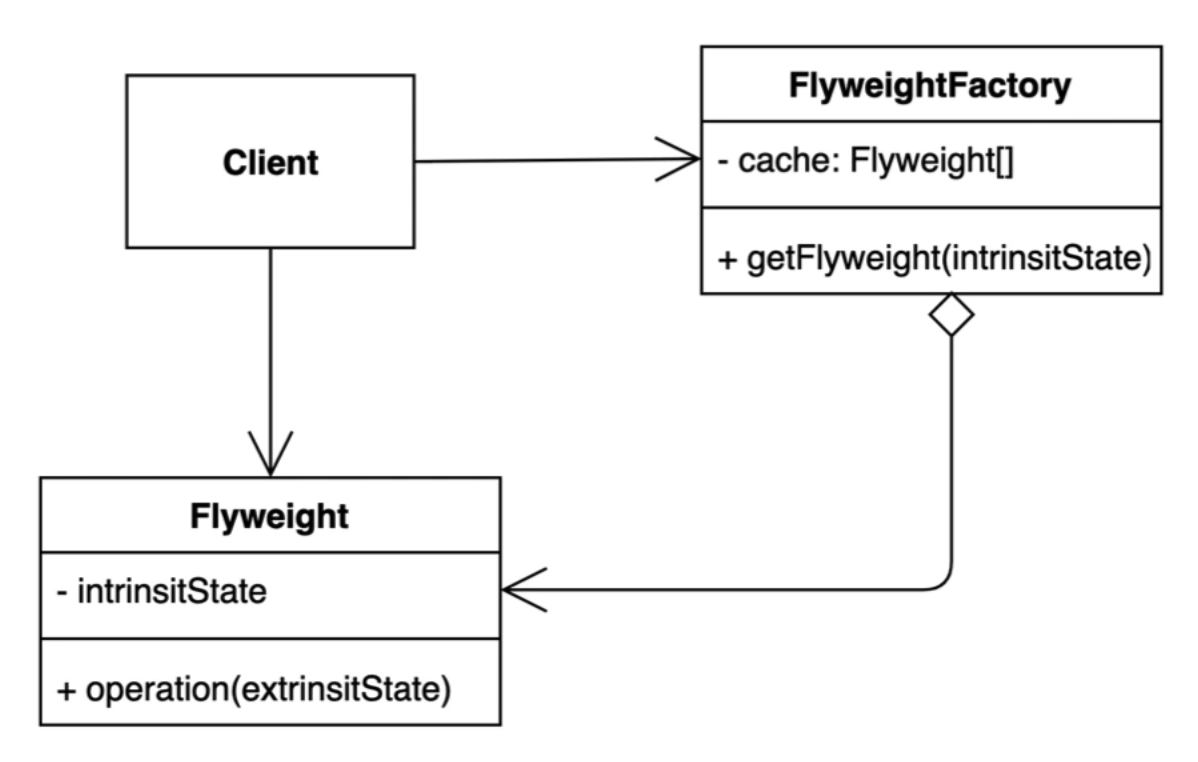 Client
FlyweightFactory
- cache: Flyweight[]
+ getFlyweight(intrinsitState)
Flyweight
- intrinsitState
+ operation(extrinsitState)